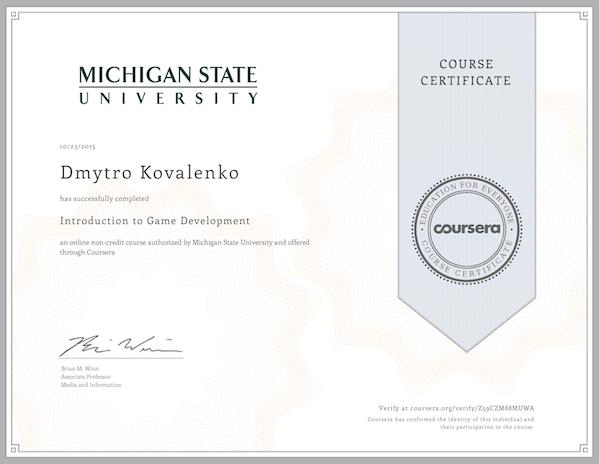 MICHIGAN STATE
UNIVERSITY
COURSE
CERTIFICATE
10/23/2015
Dmytro Kovalenko
has successfully completed
Introduction to Game Development
an online non-credit course authorized by Michigan State University and offered
through Coursera
EDUCATION FOR EVERYONE
coursera
COURSE CERTIFICATE
Brian M. Winn
Associate Professor
Media and Information
Verify at coursera.org/verify/Z59CZM88MUWA
Coursera has confirmed the identity of this individual and
their participation in the course.